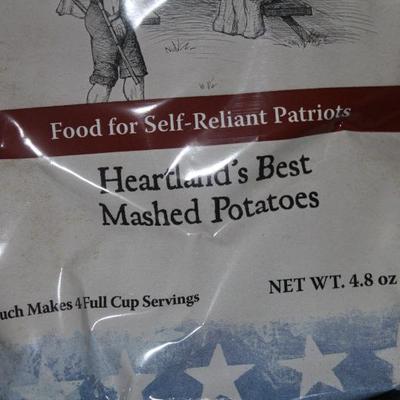 Food for Self-Reliant Patriots
Heartland's Best
Mashed Potatoes
NET WT. 4.8 oz
Makes 4 Full Cup Servings